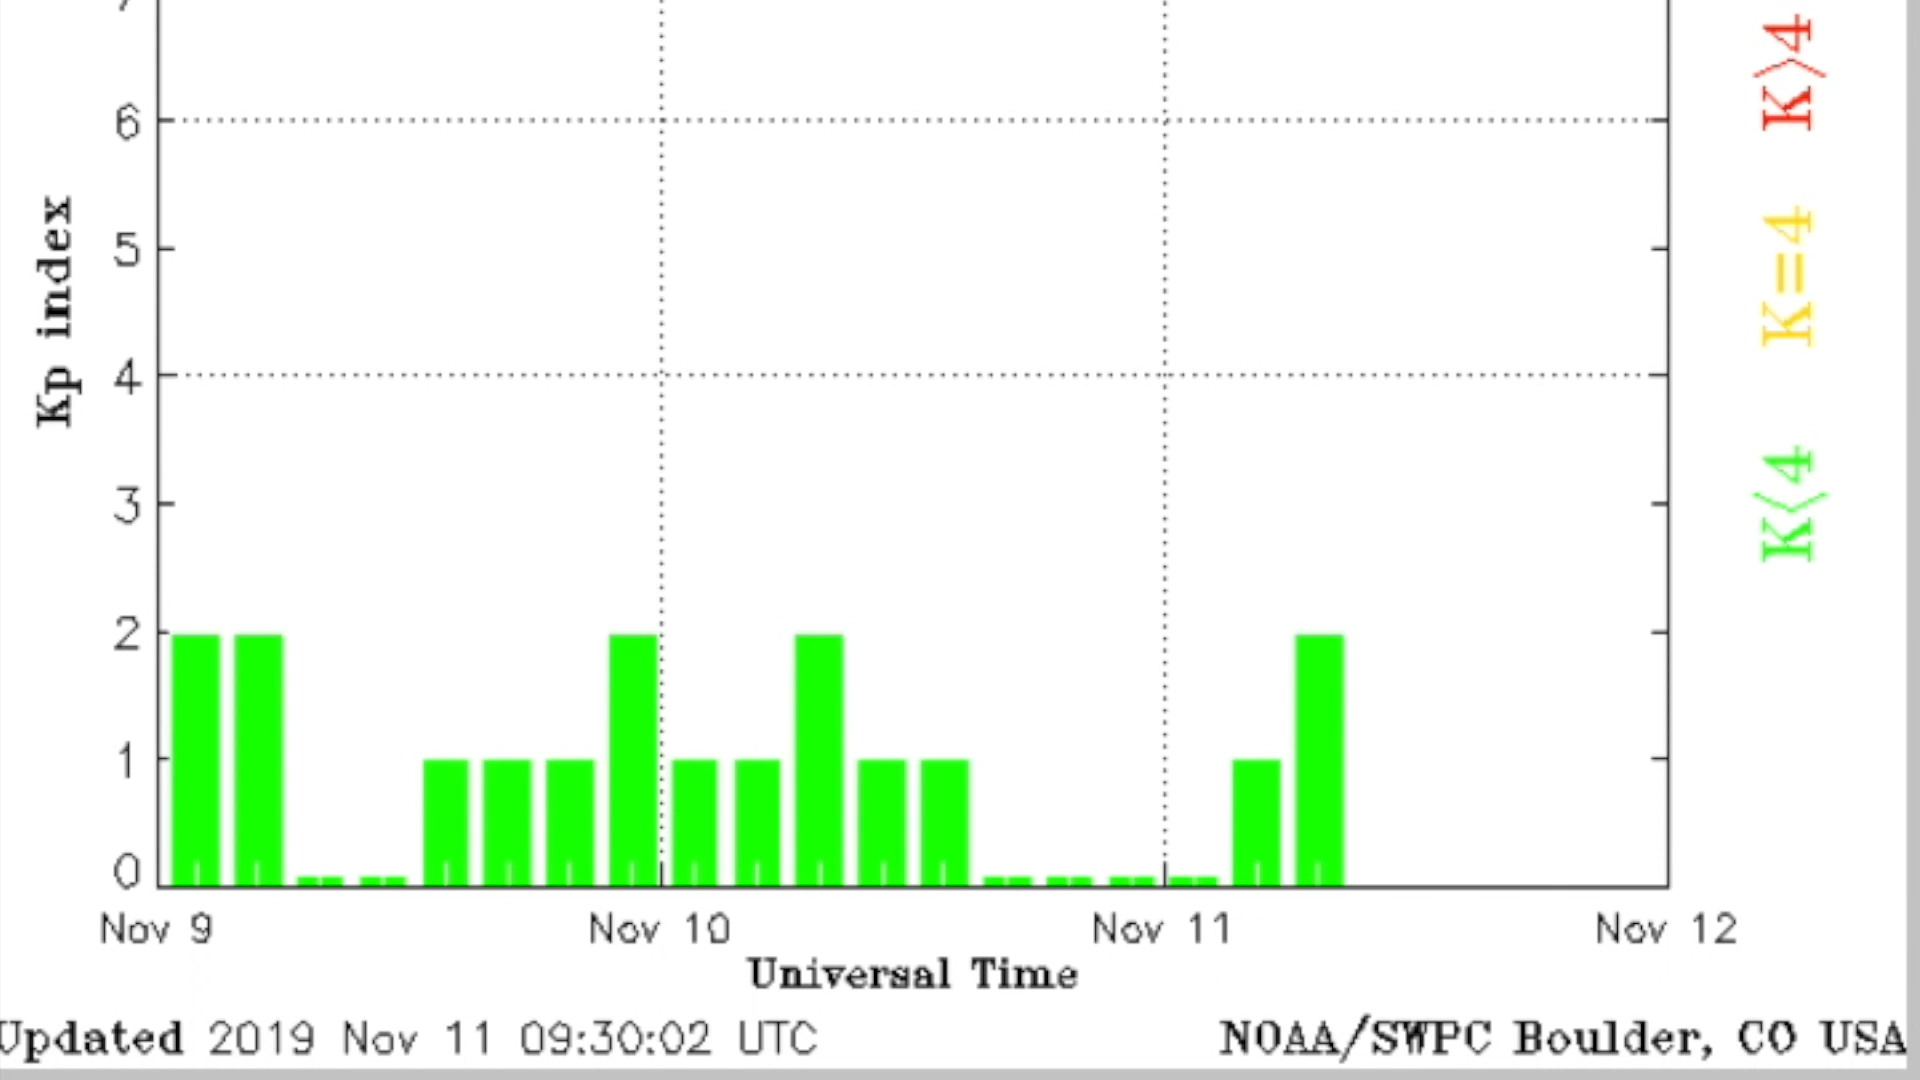 7
6
5
4
3
2
1
0
Kp index
K>4
K=4
K<4
Nov 9 Nov 10 Nov 11 Nov 12
Universal Time
Updated 2019 Nov 11 09:30:02 UTC
NOAA/SWPC Boulder, CO USA